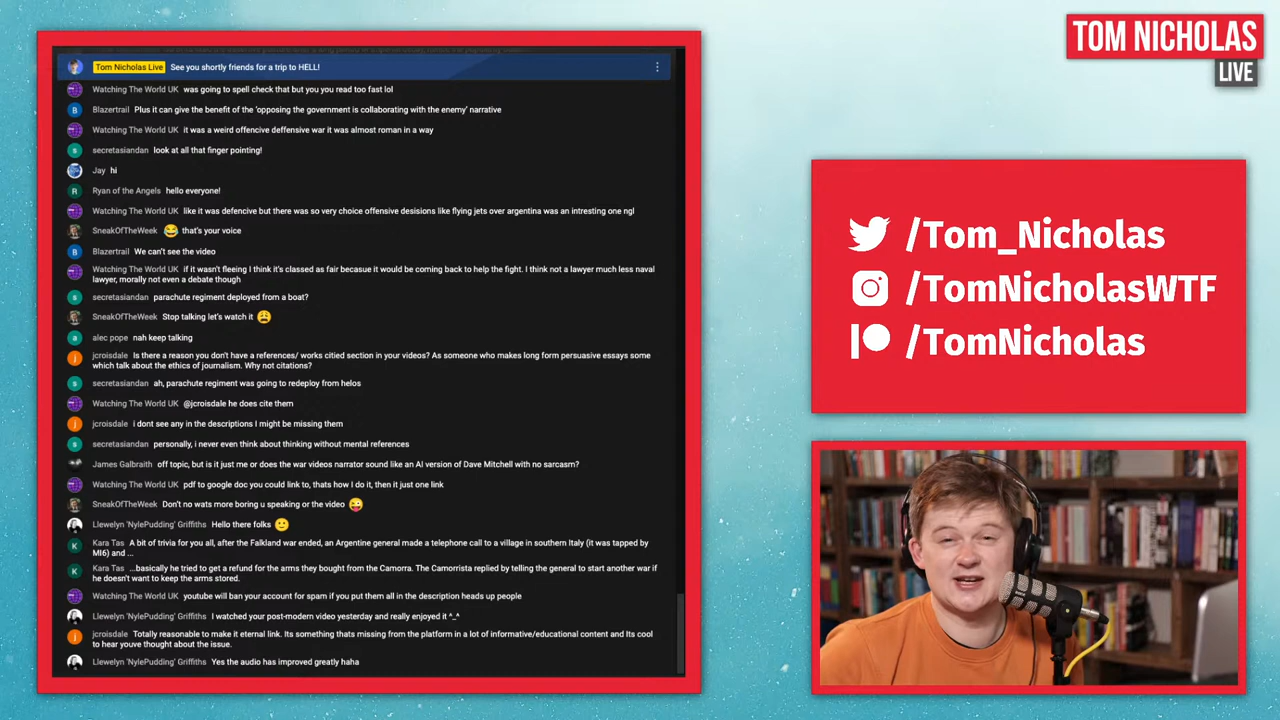 TOM NICHOLAS
LIVE
Tom Nicholas Live See you shortly friends for a trip to HELL!
Watching The World UK was going to spell check that but you you read too fast lol
Blazertrail Plus it can give the benefit of the 'opposing the government is collaborating with the enemy' narrative
Watching The World UK it was a weird offencive deffensive war it was almost roman in a way
secretasiandan look at all that finger pointing!
Jay hi
Ryan of the Angels hello everyone!
Watching The World UK like it was defencive but there was so very choice offensive desisions like flying jets over argentina was an intresting one ngl
SneakOfTheWeek 😂 that's your voice
Blazertrail We can't see the video
Watching The World UK if it wasn't fleeing I think it's classed as fair becasue it would be coming back to help the fight. I think not a lawyer much less naval
lawyer, morally not even a debate though
secretasiandan parachute regiment deployed from a boat?
SneakOfTheWeek Stop talking let's watch it 😩
alec pope nah keep talking
jcroisdale Is there a reason you don't have a references/ works citied section in your videos? As someone who makes long form persuasive essays some
which talk about the ethics of journalism. Why not citations?
secretasiandan ah, parachute regiment was going to redeploy from helos
Watching The World UK @jcroisdale he does cite them
jcroisdale i dont see any in the descriptions I might be missing them
secretasiandan personally, i never even think about thinking without mental references
James Galbraith off topic, but is it just me or does the war videos narrator sound like an AI version of Dave Mitchell with no sarcasm?
Watching The World UK pdf to google doc you could link to, thats how I do it, then it just one link
SneakOfTheWeek Don't no wats more boring u speaking or the video 😜
Llewelyn 'NylePudding' Griffiths Hello there folks 🙂
Kara Tas A bit of trivia for you all, after the Falkland war ended, an Argentine general made a telephone call to a village in southern Italy (it was tapped by
MI6) and ...
Kara Tas ...basically he tried to get a refund for the arms they bought from the Camorra. The Camorrista replied by telling the general to start another war if
he doesn't want to keep the arms stored.
Watching The World UK youtube will ban your account for spam if you put them all in the description heads up people
Llewelyn 'NylePudding' Griffiths I watched your post-modern video yesterday and really enjoyed it ^_^
jcroisdale Totally reasonable to make it eternal link. Its something thats missing from the platform in a lot of informative/educational content and Its cool
to hear youve thought about the issue.
Llewelyn 'NylePudding' Griffiths Yes the audio has improved greatly haha
/Tom_Nicholas
/TomNicholasWTF
/TomNicholas